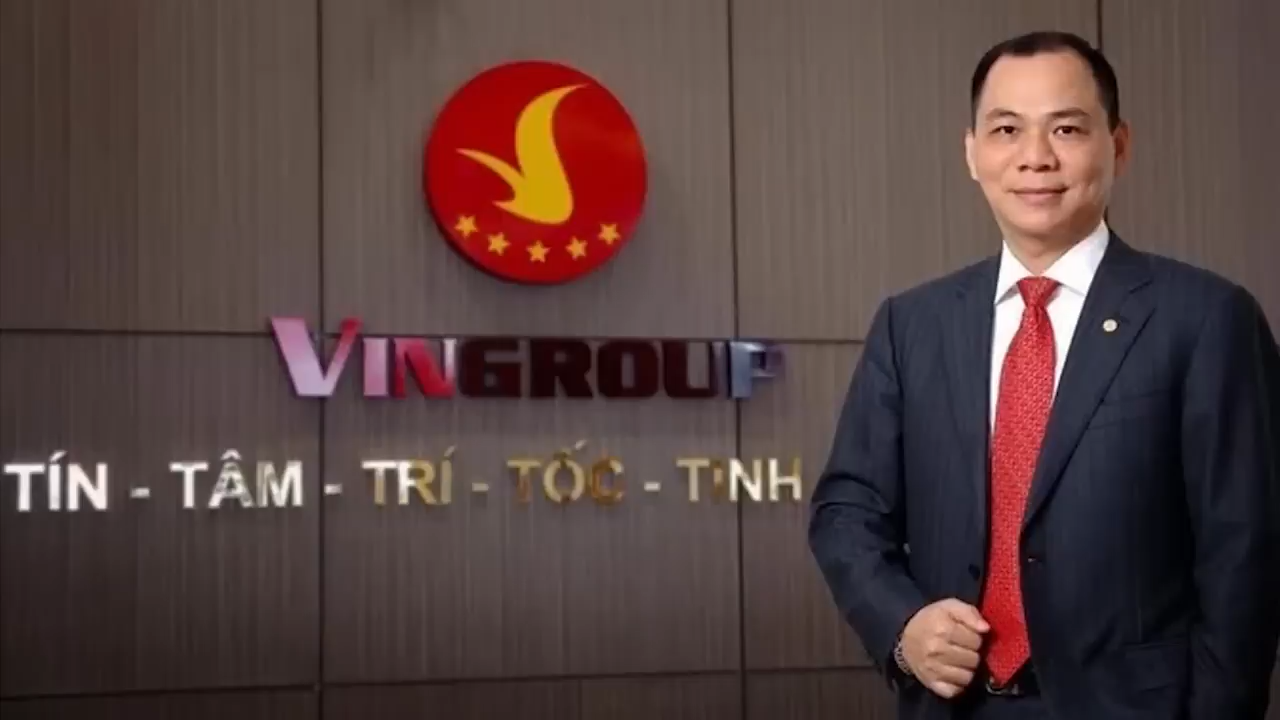 VINGROUP
TÍN - TÂM - TRÍ - TỐC - TINH